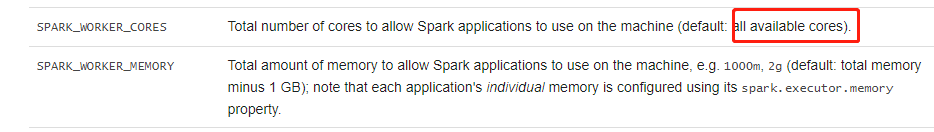 SPARK_WORKER_CORES Total number of cores to allow Spark applications to use on the machine (default: all available cores).
SPARK_WORKER_MEMORY Total amount of memory to allow Spark applications to use on the machine, e.g. 1000m, 2g (default: total memory
minus 1 GB); note that each application's individual memory is configured using its spark.executor.memory
property.